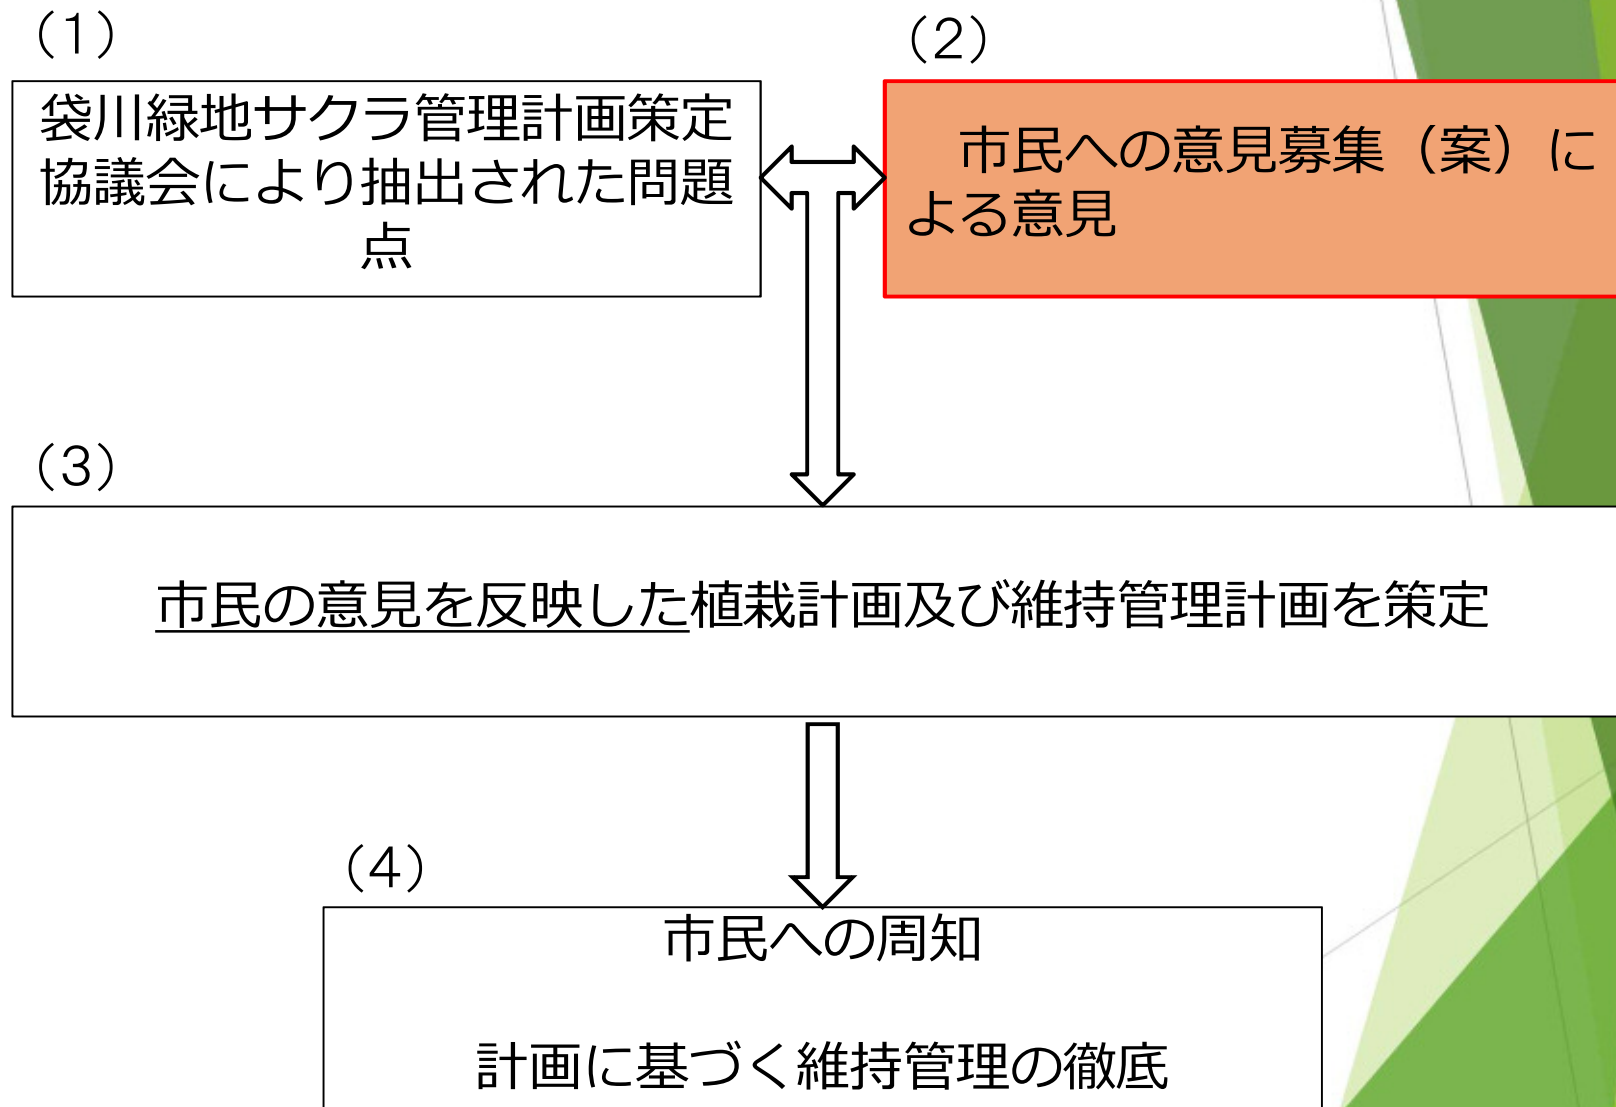 （1）
袋川緑地サクラ管理計画策定
協議会により抽出された問題
点
（2）
市民への意見募集（案）に
よる意見
（3）
市民の意見を反映した植栽計画及び維持管理計画を策定
（4）
市民への周知
計画に基づく維持管理の徹底